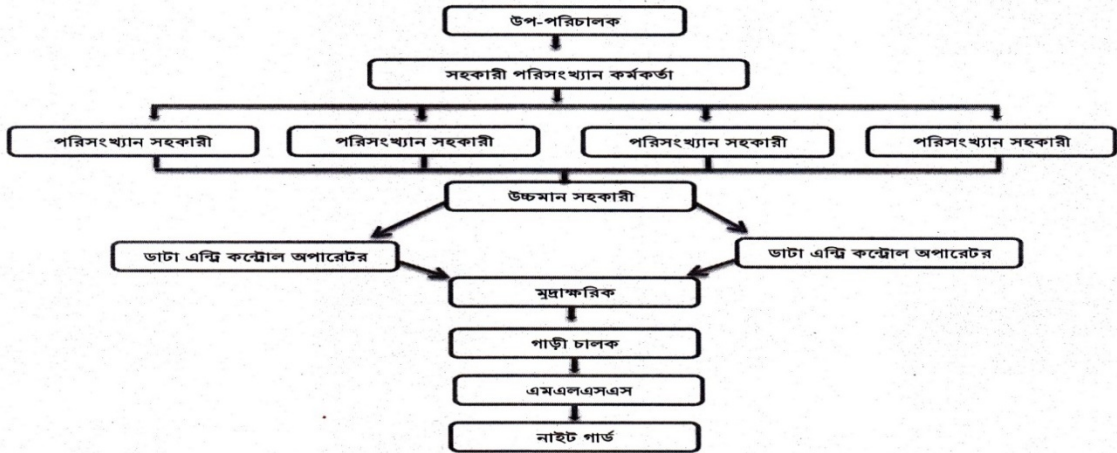 উপ-পরিচালক
সহকারী পরিসংখ্যান কর্মকর্তা
পরিসংখ্যান সহকারী
পরিসংখ্যান সহকারী
পরিসংখ্যান সহকারী
পরিসংখ্যান সহকারী
উচ্চমান সহকারী
ডাটা এন্ট্রি কন্ট্রোল অপারেটর
ডাটা এন্ট্রি কন্ট্রোল অপারেটর
মুদ্রাক্ষরিক
গাড়ী চালক
এমএলএসএস
নাইট গার্ড